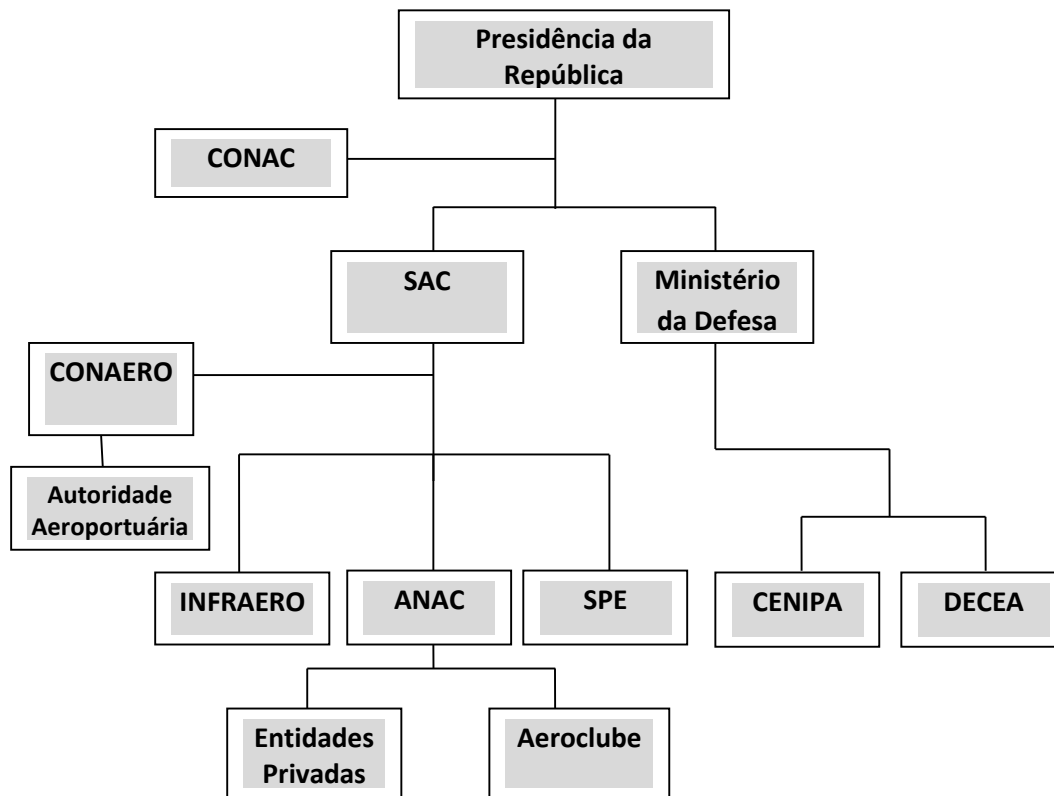 Presidência da
República
CONAC
SAC
Ministério
da Defesa
CONAERO
Autoridade
Aeroportuária
INFRAERO
ANAC
SPE
CENIPA
DECEA
Entidades
Privadas
Aeroclube